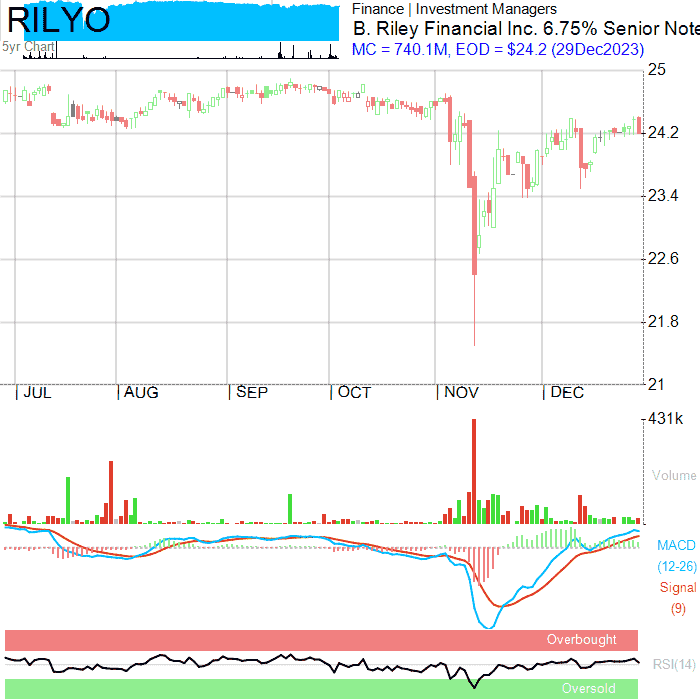 RILYO
5yr Chart
Finance | Investment Managers
B. Riley Financial Inc. 6.75% Senior Note
MC = 740.1M, EOD = $24.2 (29Dec2023)
25
24.2
23.4
22.6
21.8
21
JUL AUG SEP OCT NOV DEC
431k
Volume
MACD
(12-26)
Signal
(9)
Overbought
RSI(14)
Oversold